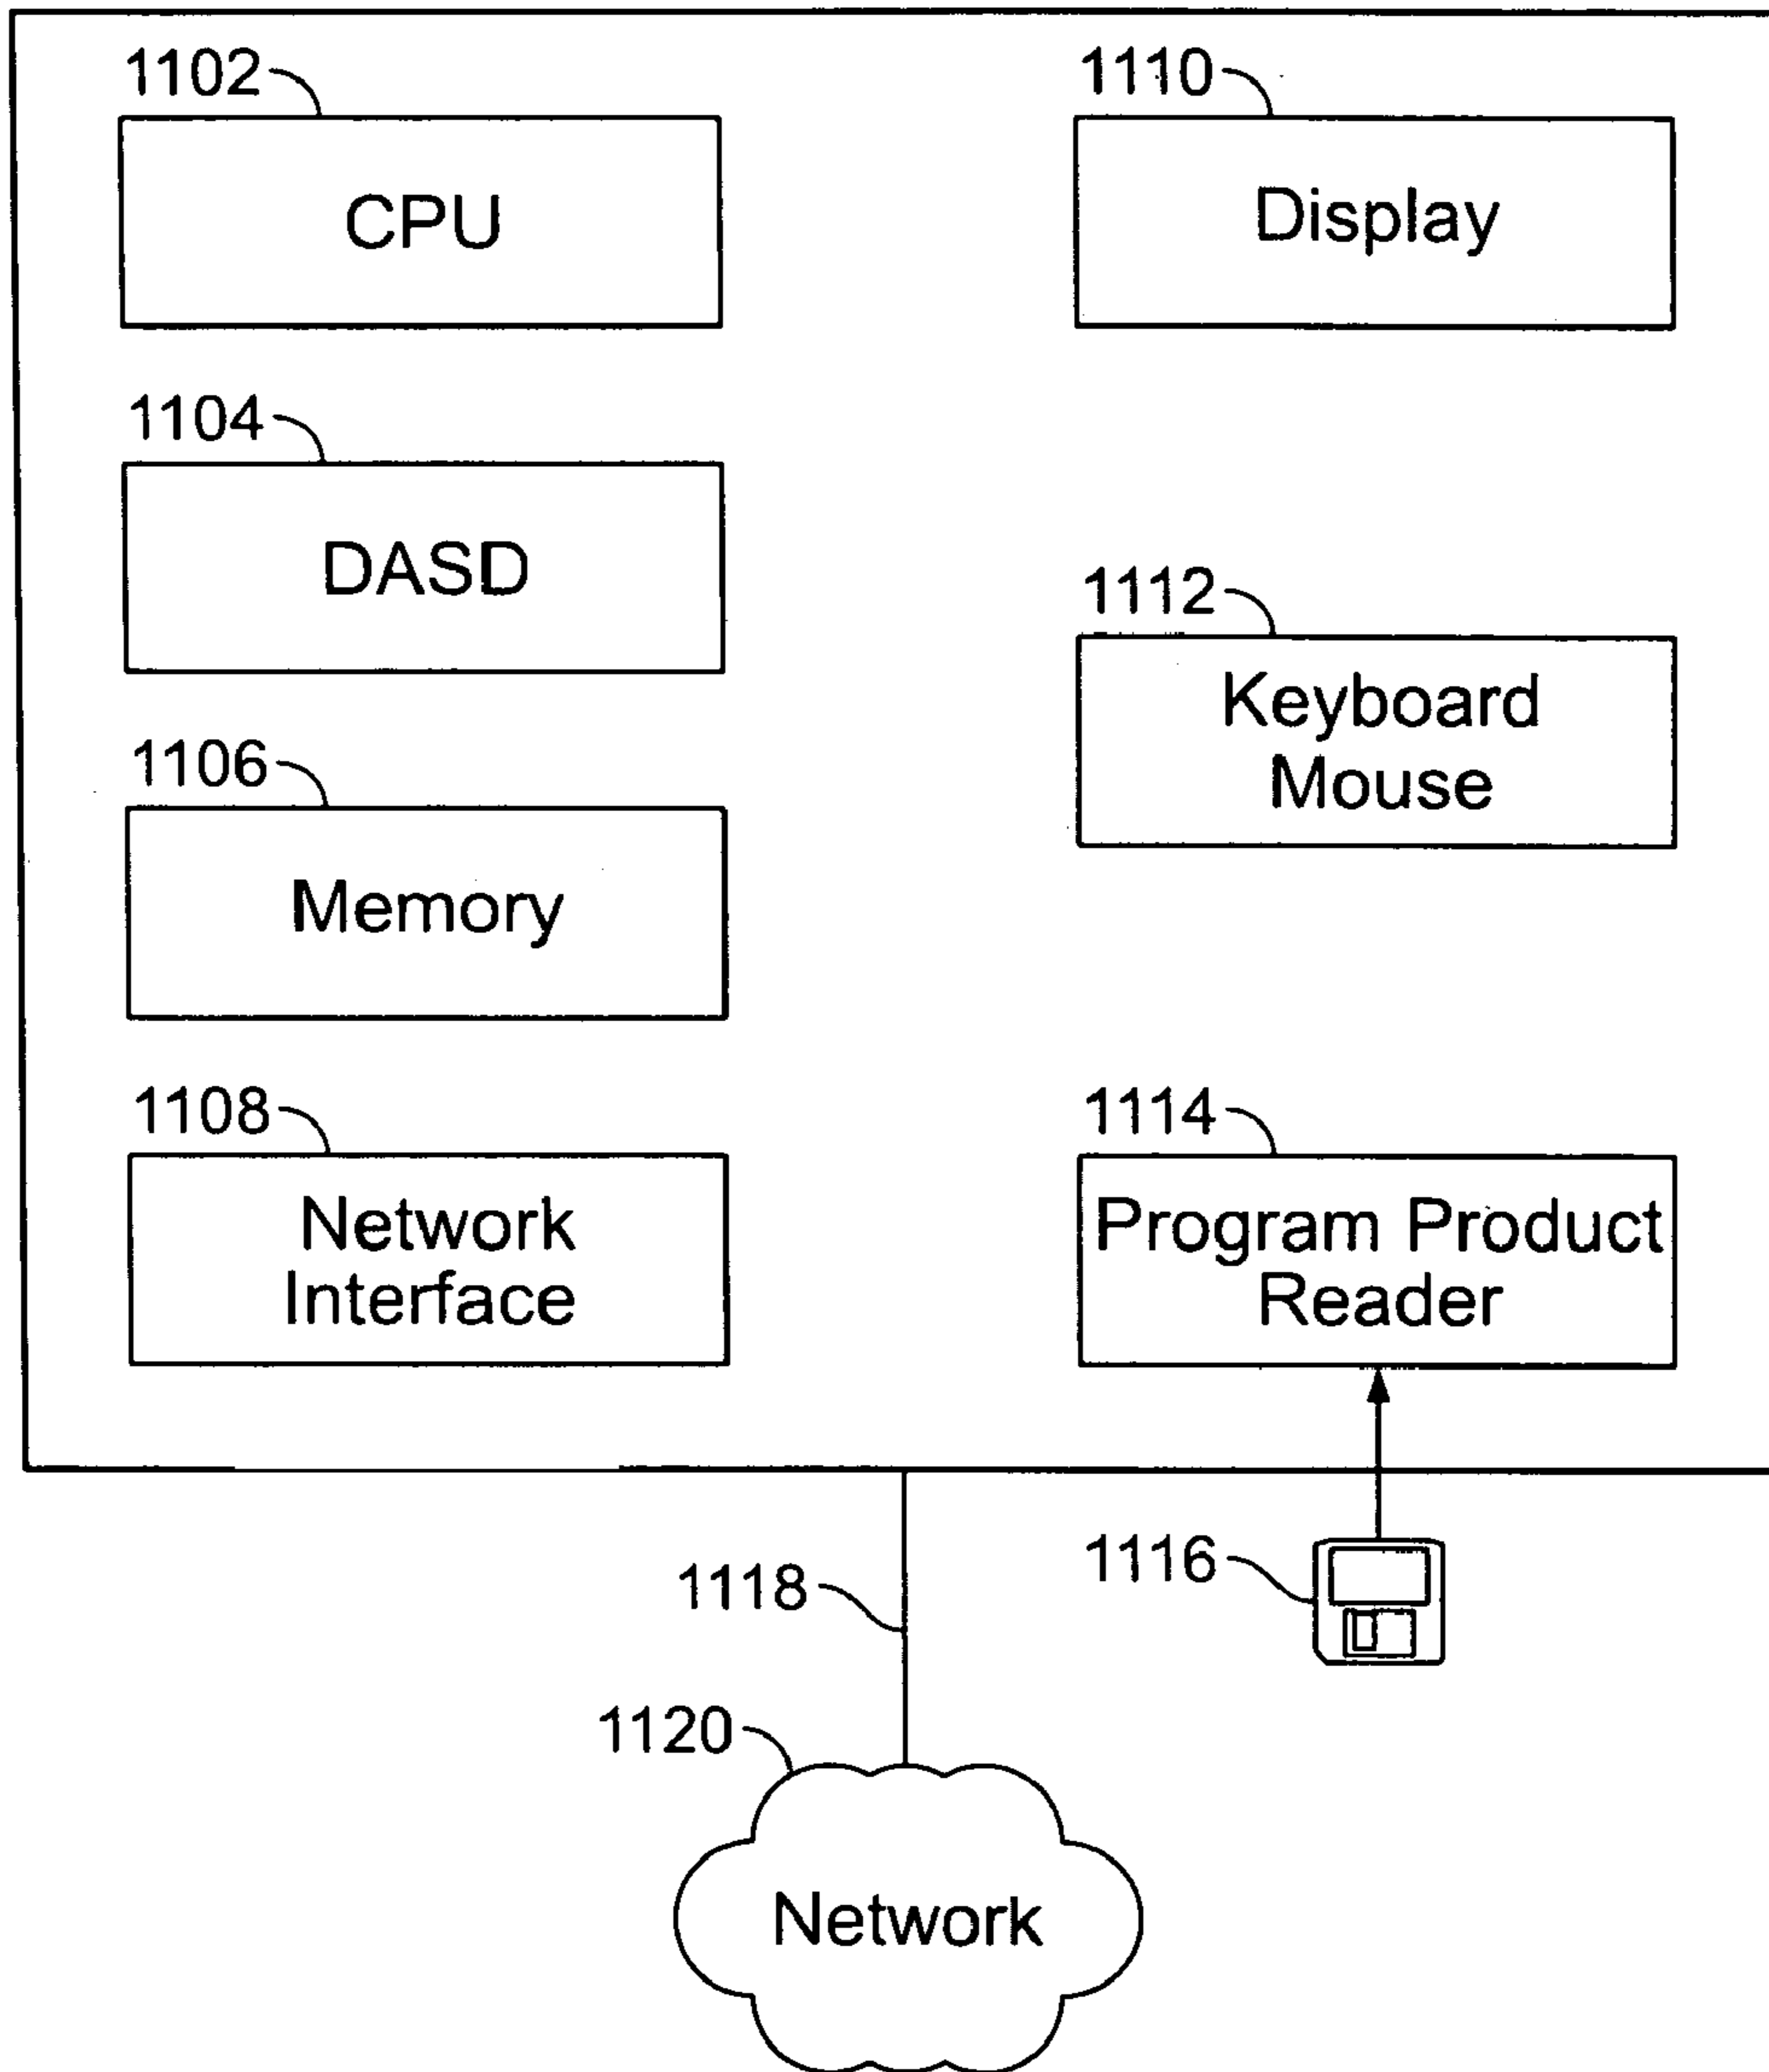 1102
CPU
1110
Display
1104
DASD
1112
Keyboard
Mouse
1106
Memory
1108
Network
Interface
1114
Program Product
Reader
1116
1118
1120
Network